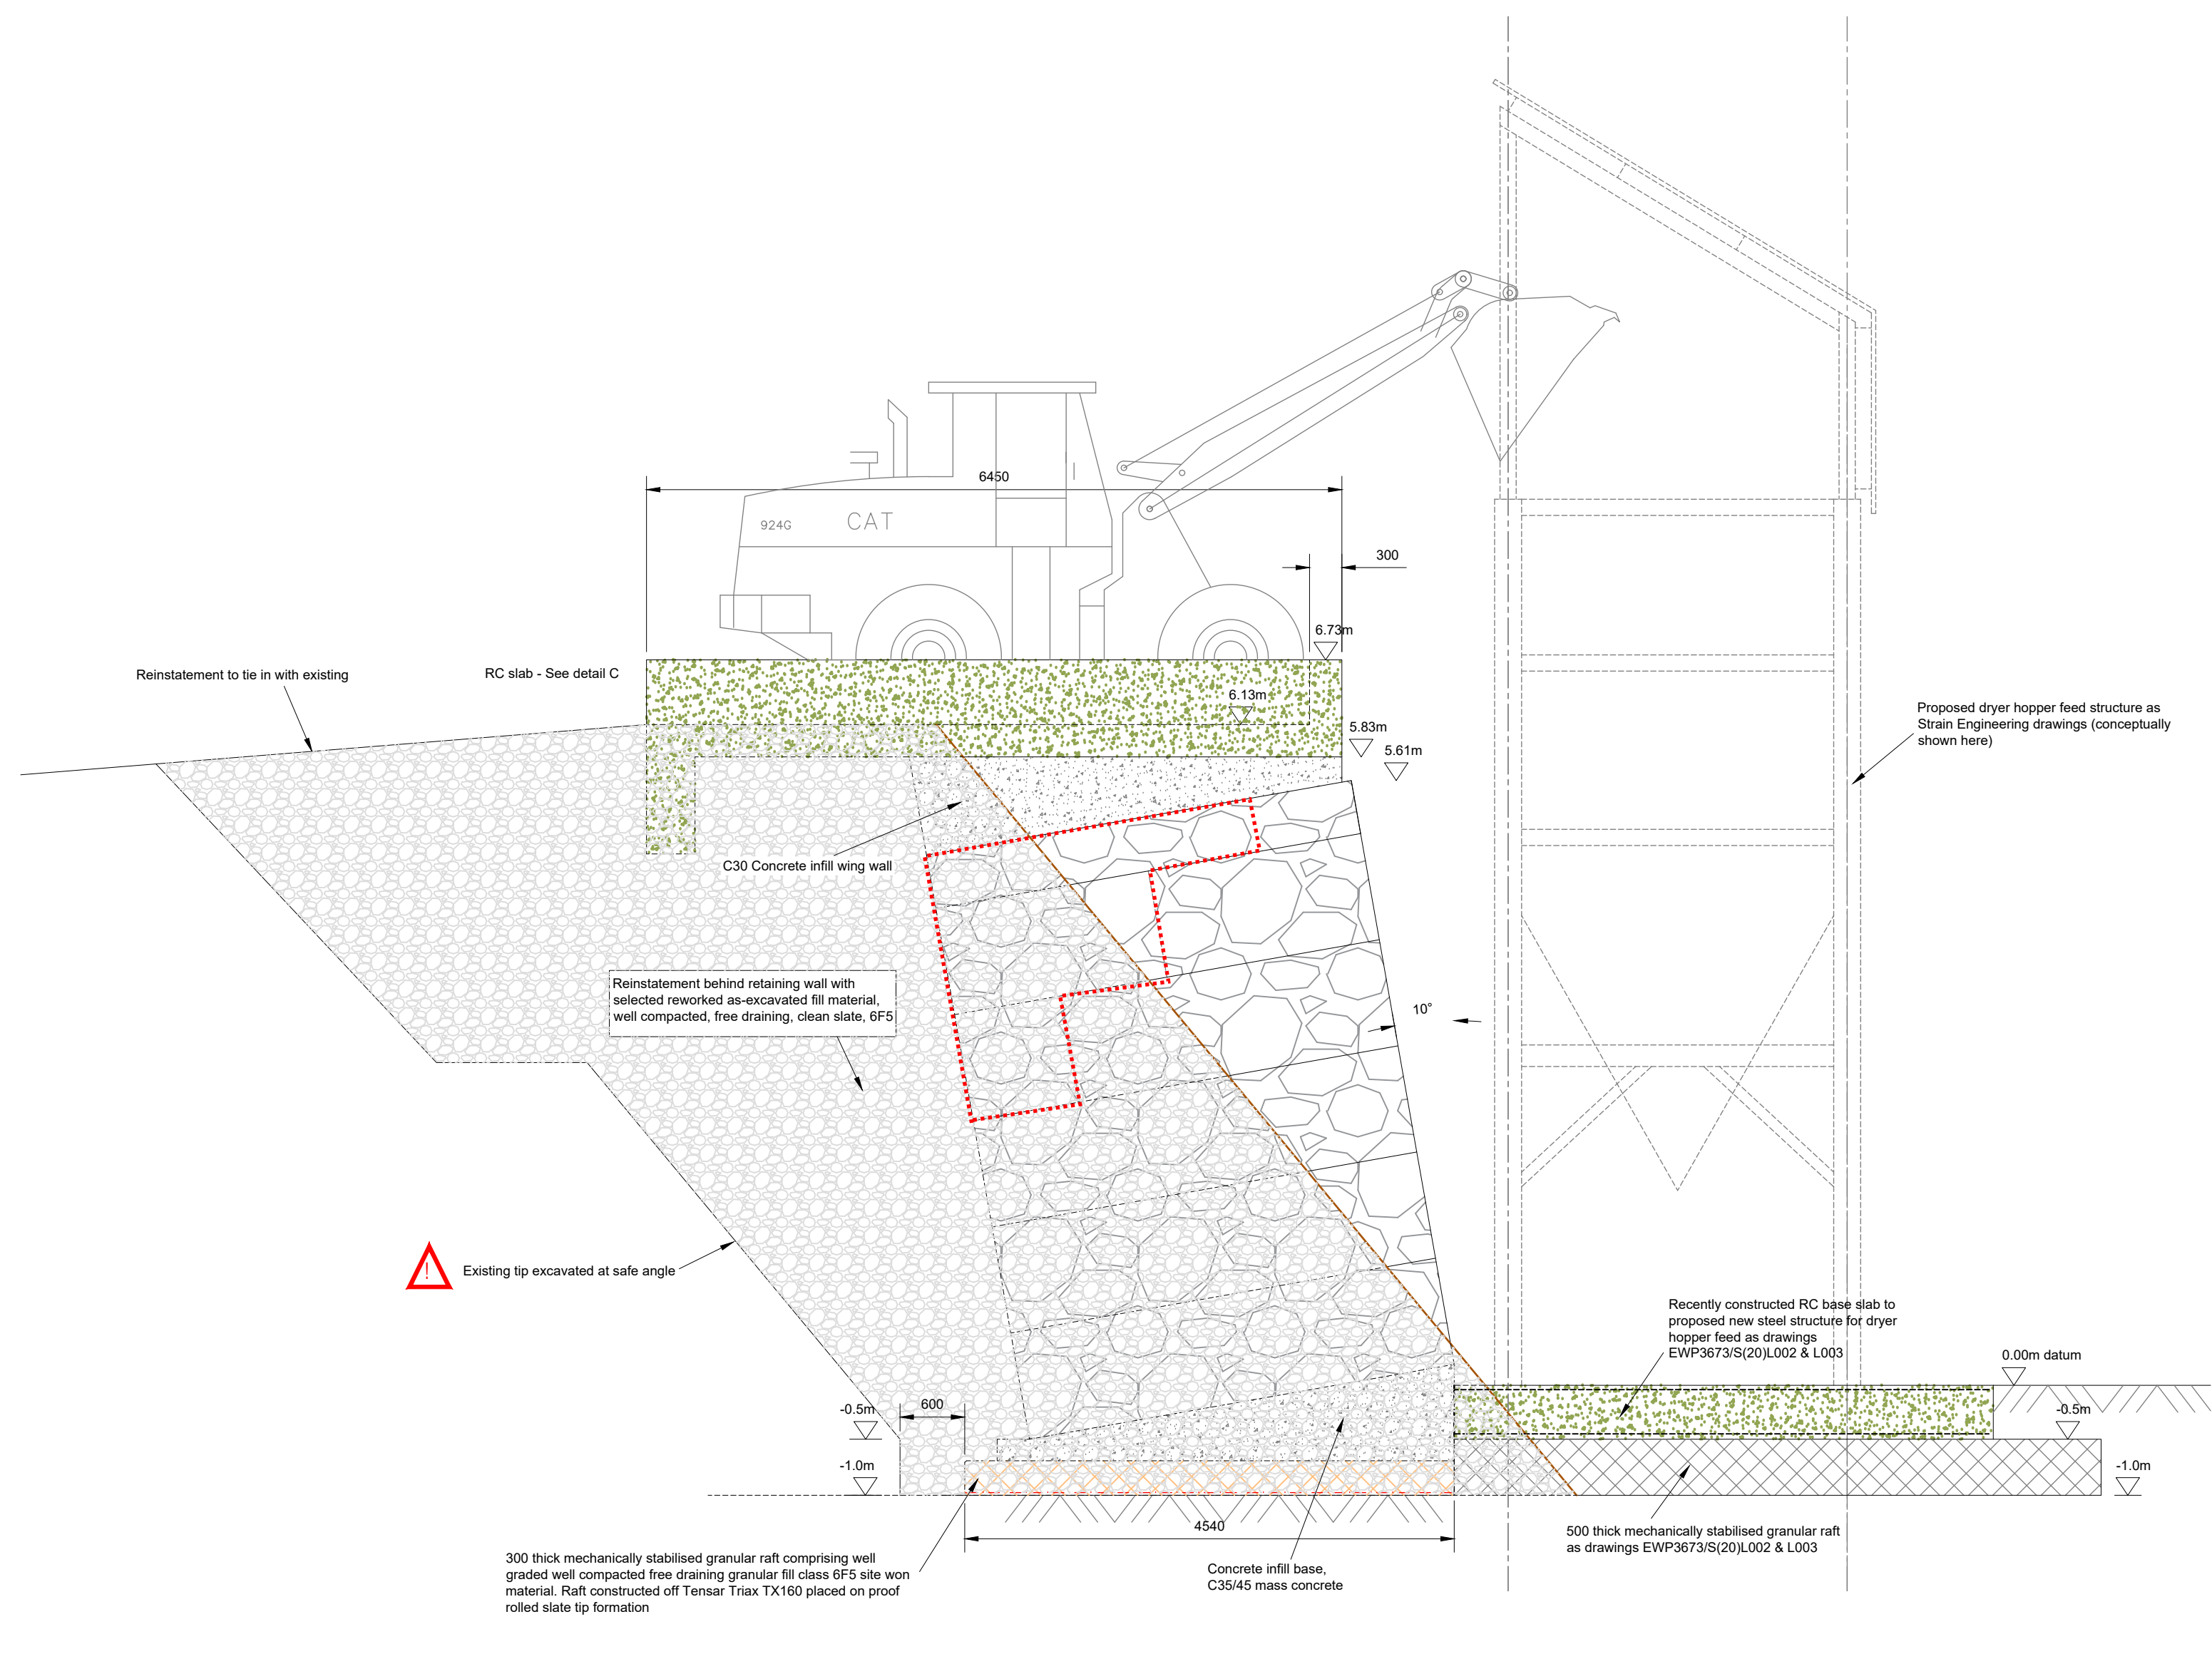 6450
924G
CAT
300
6.73m
Reinstatement to tie in with existing
RC slab - See detail C
6.13m
5.83m
5.61m
Proposed dryer hopper feed structure as
Strain Engineering drawings (conceptually
shown here)
C30 Concrete infill wing wall
Reinstatement behind retaining wall with
selected reworked as-excavated fill material,
well compacted, free draining, clean slate, 6F5
10°
!
Existing tip excavated at safe angle
Recently constructed RC base slab to
proposed new steel structure for dryer
hopper feed as drawings
EWP3673/S(20)L002 & L003
0.00m datum
600
-0.5m
-0.5m
-1.0m
-1.0m
4540
500 thick mechanically stabilised granular raft
as drawings EWP3673/S(20)L002 & L003
300 thick mechanically stabilised granular raft comprising well
graded well compacted free draining granular fill class 6F5 site won
material. Raft constructed off Tensar Triax TX160 placed on proof
rolled slate tip formation
Concrete infill base,
C35/45 mass concrete